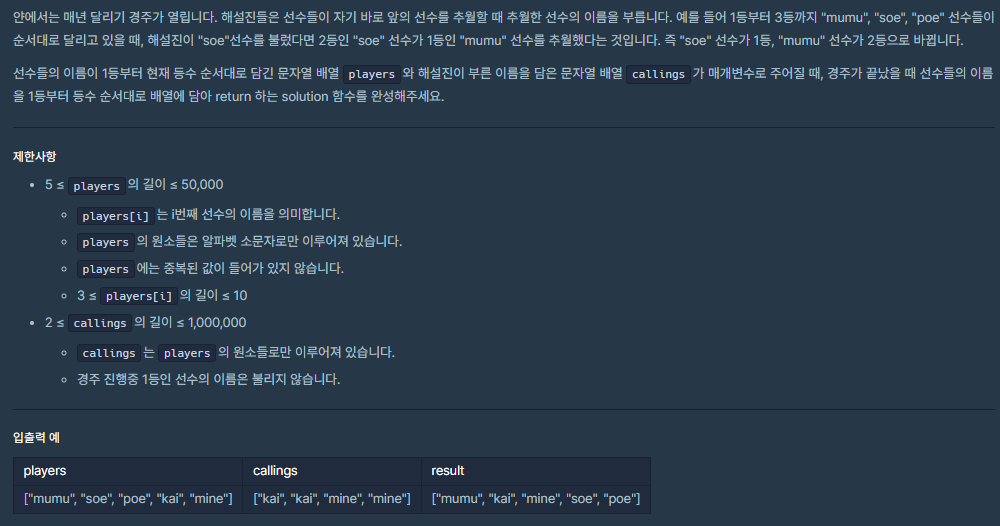 얀에서는 매년 달리기 경주가 열립니다. 해설진들은 선수들이 자기 바로 앞의 선수를 추월할 때 추월한 선수의 이름을 부릅니다. 예를 들어 1등부터 3등까지 "mumu", "soe", "poe" 선수들이
순서대로 달리고 있을 때, 해설진이 "soe"선수를 불렀다면 2등인 "soe" 선수가 1등인 "mumu" 선수를 추월했다는 것입니다. 즉 "soe" 선수가 1등, "mumu" 선수가 2등으로 바뀝니다.
선수들의 이름이 1등부터 현재 등수 순서대로 담긴 문자열 배열 players 와 해설진이 부른 이름을 담은 문자열 배열 callings 가 매개변수로 주어질 때, 경주가 끝났을 때 선수들의 이름
을 1등부터 등수 순서대로 배열에 담아 return 하는 solution 함수를 완성해주세요.
제한사항
• 5 ≤ players 의 길이 ≤ 50,000
◦ players[i] 는 i번째 선수의 이름을 의미합니다.
◦ players 의 원소들은 알파벳 소문자로만 이루어져 있습니다.
◦ players 에는 중복된 값이 들어가 있지 않습니다.
◦ 3 ≤ players[i] 의 길이 ≤ 10
• 2 ≤ callings 의 길이 ≤ 1,000,000
◦ callings 는 players 의 원소들로만 이루어져 있습니다.
◦ 경주 진행중 1등인 선수의 이름은 불리지 않습니다.
입출력 예
players callings result
["mumu", "soe", "poe", "kai", "mine"] ["kai", "kai", "mine", "mine"] ["mumu", "kai", "mine", "soe", "poe"]